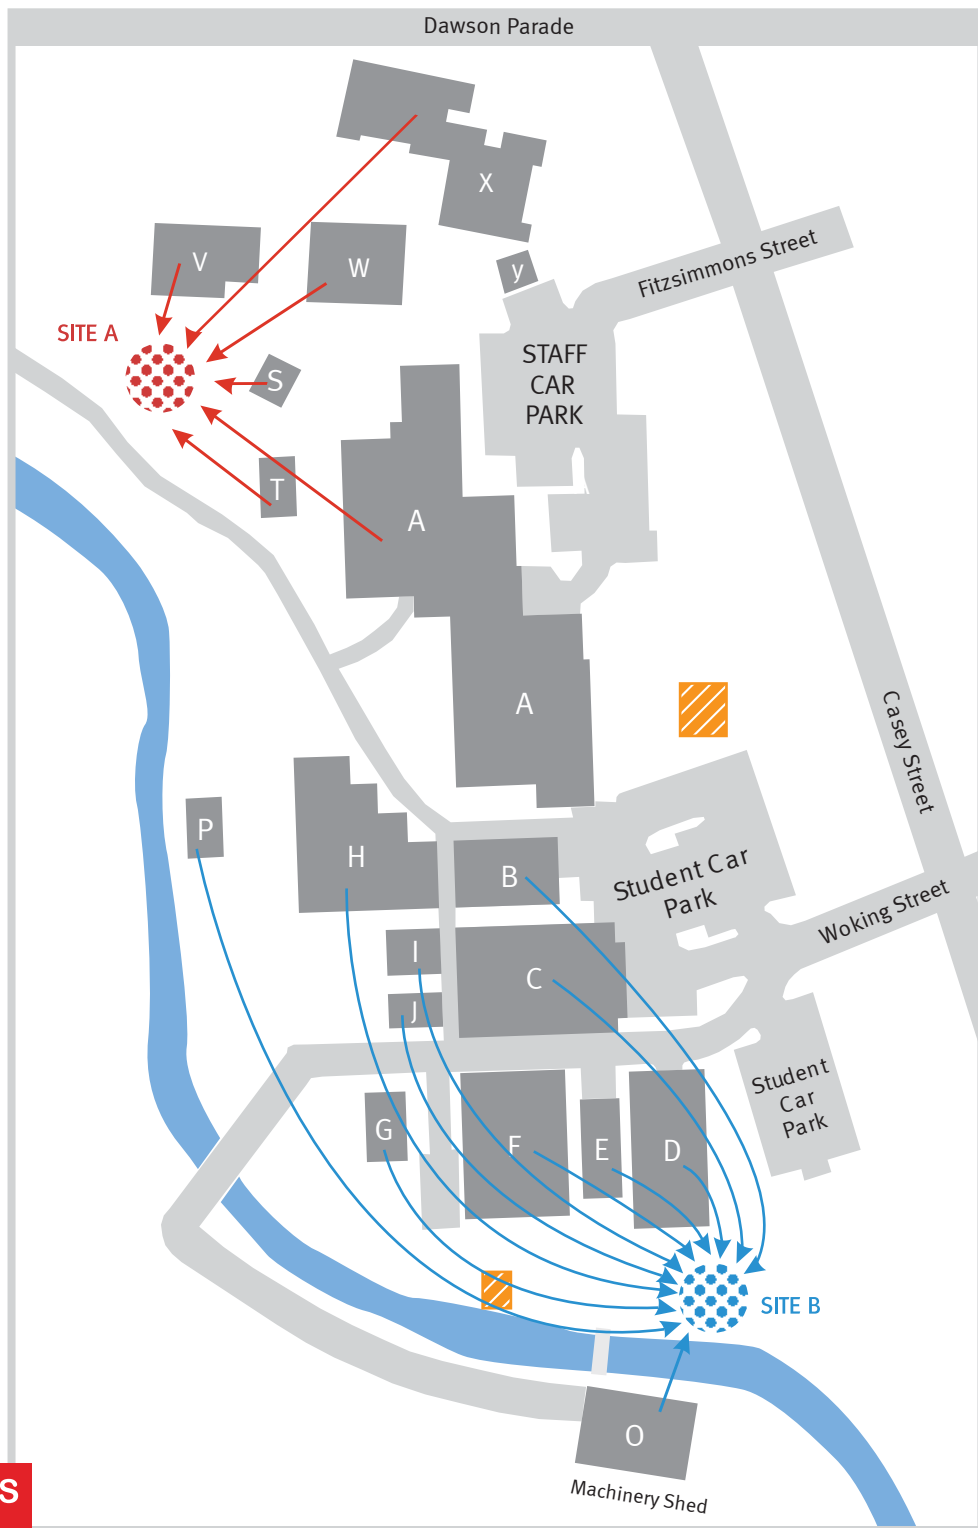 Dawson Parade
X
V
W
y
Fitzsimmons Street
SITE A
STAFF
CAR
PARK
S
T
A
A
Casey Street
P
H
B
Student Car
Park
Woking Street
I
C
J
Student
Car
Park
G
F
E
D
SITE B
O
Machinery Shed
S